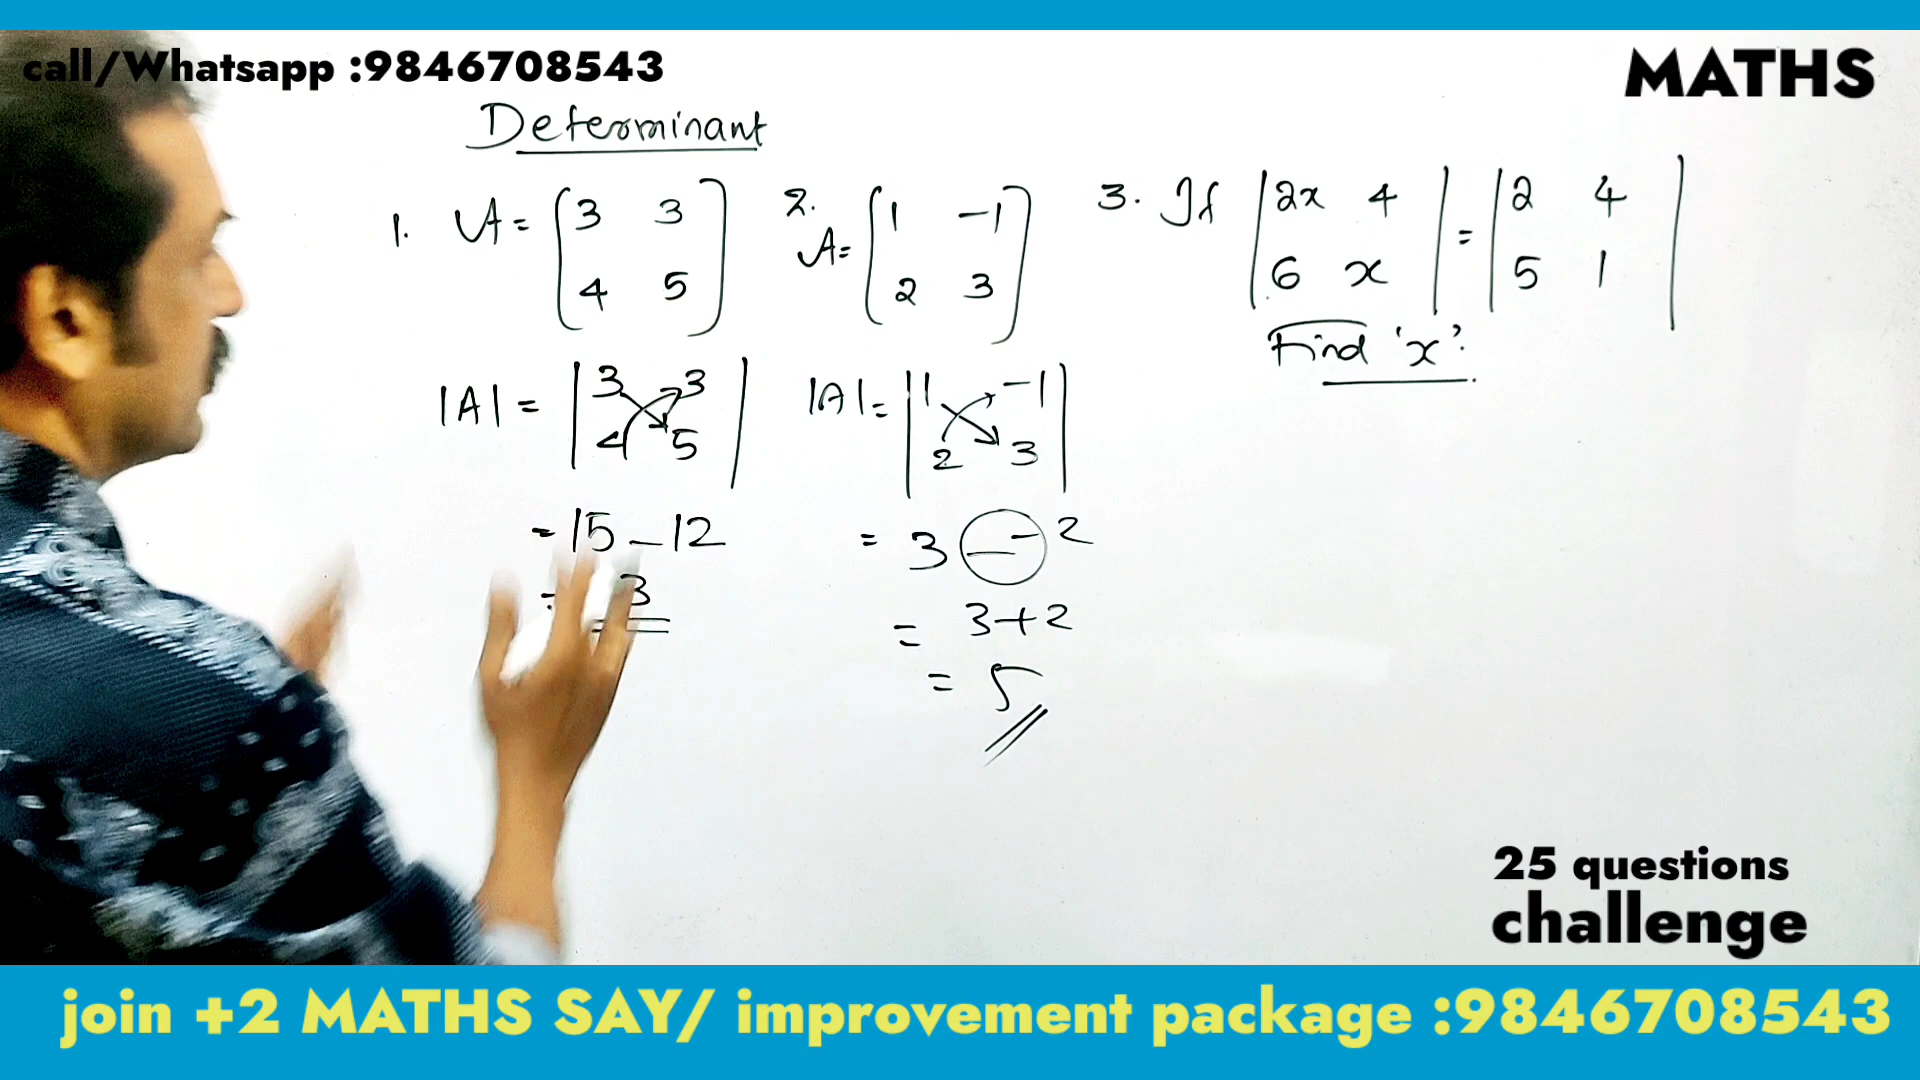 call/Whatsapp :9846708543
MATHS
Determinant
1. A = [3 3
4 5]
|A| = |3 3
4 5|
= 15 - 12
= 3
2.
A = [1 -1
2 3]
|A| = |1 -1
2 3|
= 3 - - 2
= 3+2
= 5
3. If |2x 4
6 x| = |2 4
5 1|
Find 'x'.
25 questions
challenge
join +2 MATHS SAY/ improvement package :9846708543